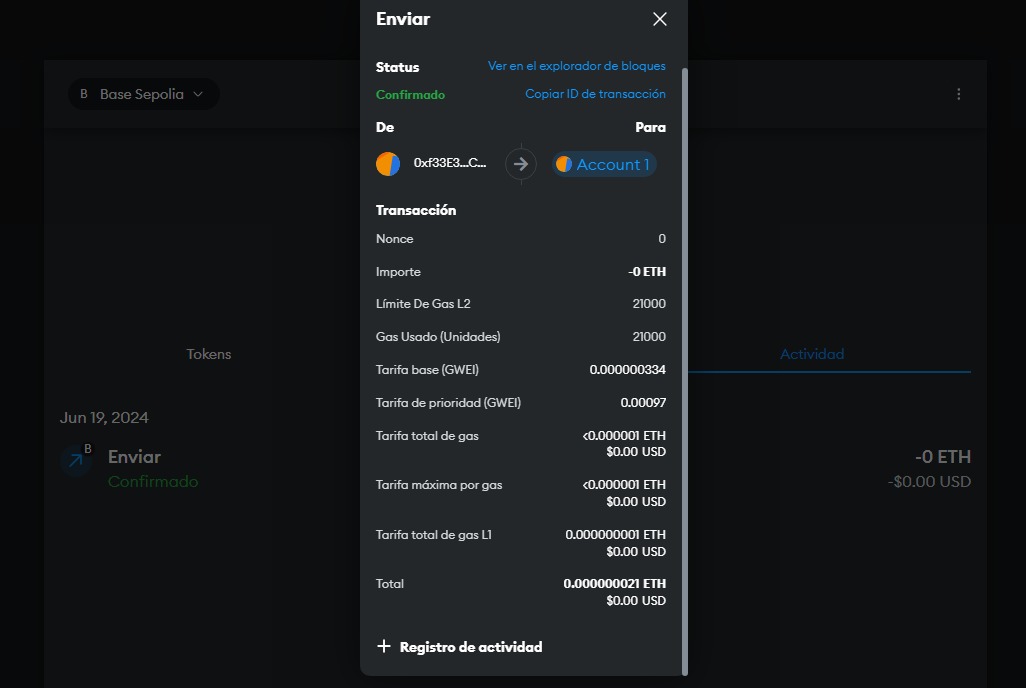 Enviar
Status
Ver en el explorador de bloques
Confirmado
Copiar ID de transacción
De
Para
0xf33E3...C...
Account 1
Transacción
Nonce
0
Importe
-0 ETH
Límite De Gas L2
21000
Gas Usado (Unidades)
21000
Tarifa base (GWEI)
0.000000334
Tarifa de prioridad (GWEI)
0.00097
Tarifa total de gas
<0.000001 ETH
$0.00 USD
Tarifa máxima por gas
<0.000001 ETH
$0.00 USD
Tarifa total de gas L1
0.000000001 ETH
$0.00 USD
Total
0.000000021 ETH
$0.00 USD
Registro de actividad
B Base Sepolia
Tokens
Actividad
Jun 19, 2024
B
Enviar
-0 ETH
Confirmado
-$0.00 USD